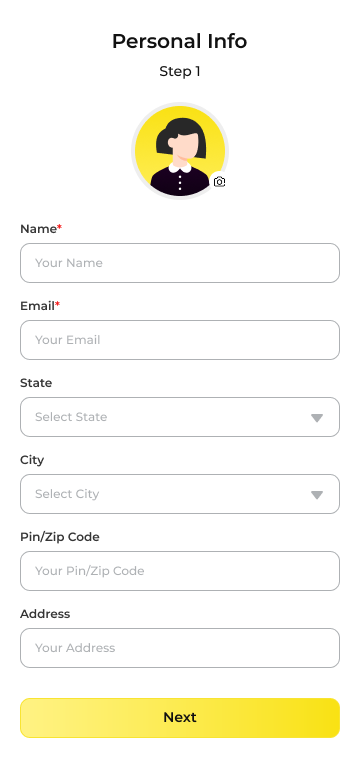 Personal Info
Step 1
Name*
Your Name
Email*
Your Email
State
Select State
City
Select City
Pin/Zip Code
Your Pin/Zip Code
Address
Your Address
Next